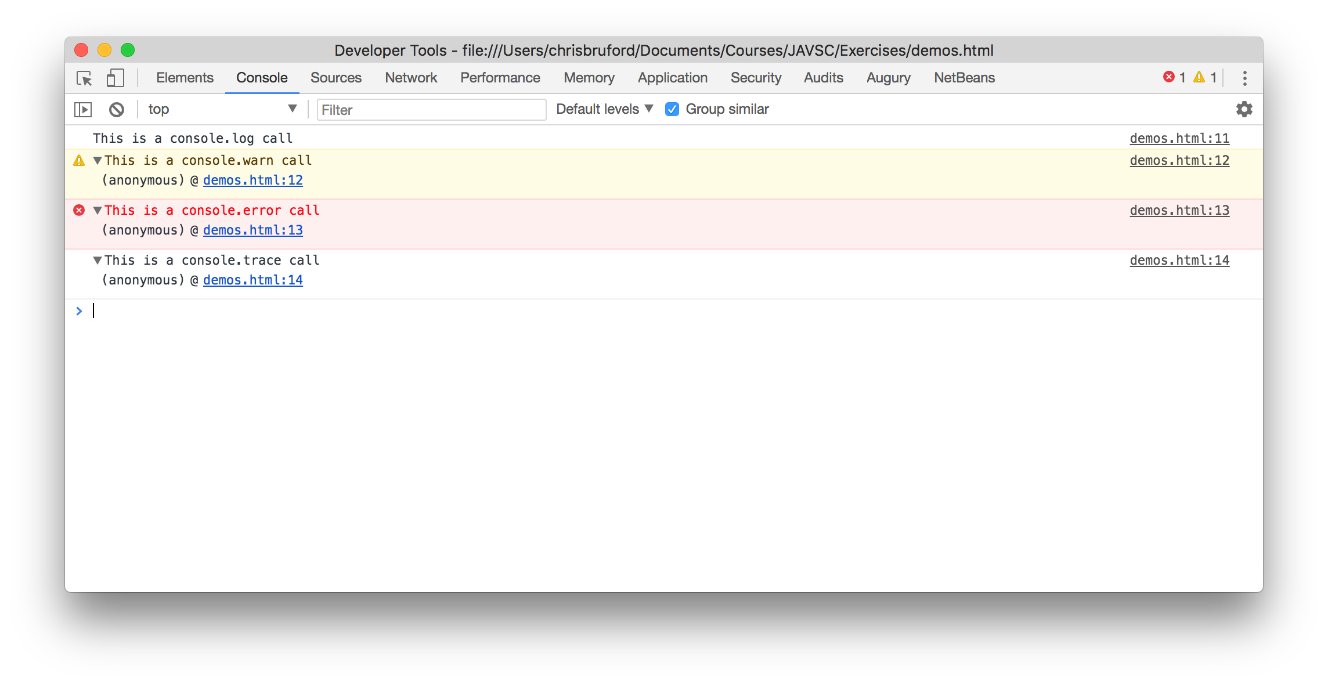 Developer Tools - file:///Users/chrisbruford/Documents/Courses/JAVSC/Exercises/demos.html
Elements Console Sources Network Performance Memory Application Security Audits Augury NetBeans 1 1
top Filter Default levels Group similar
This is a console.log call demos.html:11
This is a console.warn call demos.html:12
(anonymous) @ demos.html:12
This is a console.error call demos.html:13
(anonymous) @ demos.html:13
This is a console.trace call demos.html:14
(anonymous) @ demos.html:14